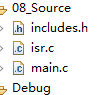 08_Source
includes.h
isr.c
main.c
Debug